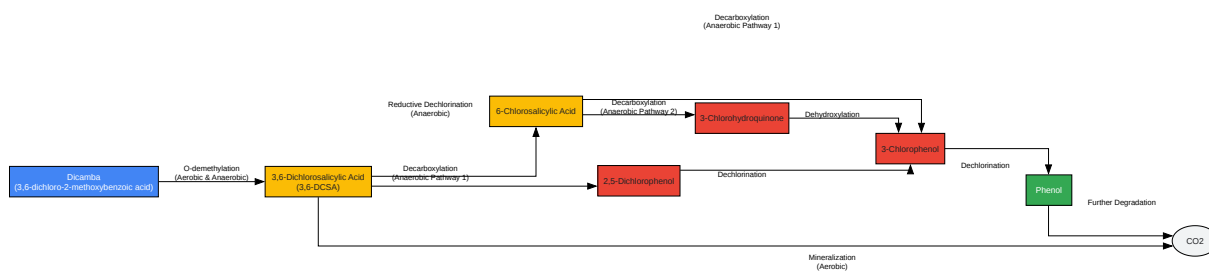 Decarboxylation
(Anaerobic Pathway 1)
Reductive Dechlorination
(Anaerobic)
6-Chlorosalicylic Acid
Decarboxylation
(Anaerobic Pathway 2)
3-Chlorohydroquinone
Dehydroxylation
3-Chlorophenol
Dicamba
(3,6-dichloro-2-methoxybenzoic acid)
O-demethylation
(Aerobic & Anaerobic)
3,6-Dichlorosalicylic Acid
(3,6-DCSA)
Decarboxylation
(Anaerobic Pathway 1)
2,5-Dichlorophenol
Dechlorination
Dechlorination
Phenol
Further Degradation
CO2
Mineralization
(Aerobic)